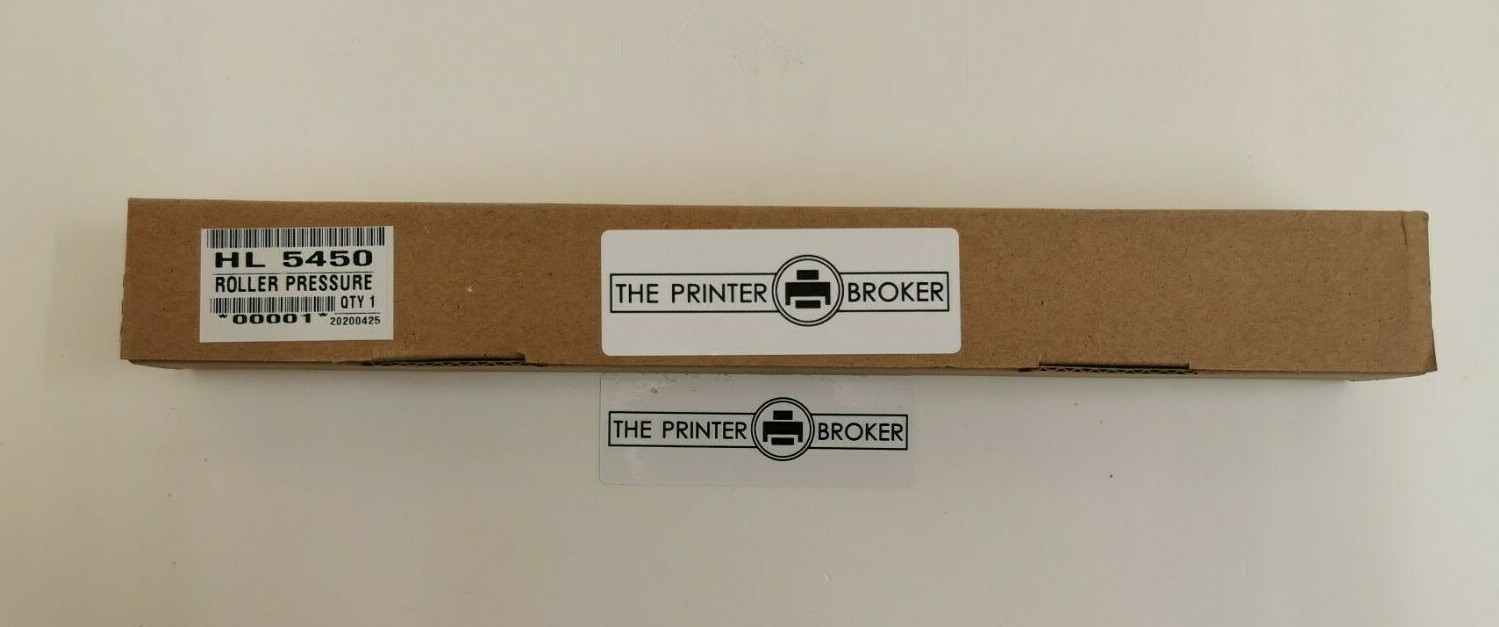 HL 5450
ROLLER PRESSURE
QTY 1
*00001*
20200425
THE PRINTER BROKER
THE PRINTER BROKER